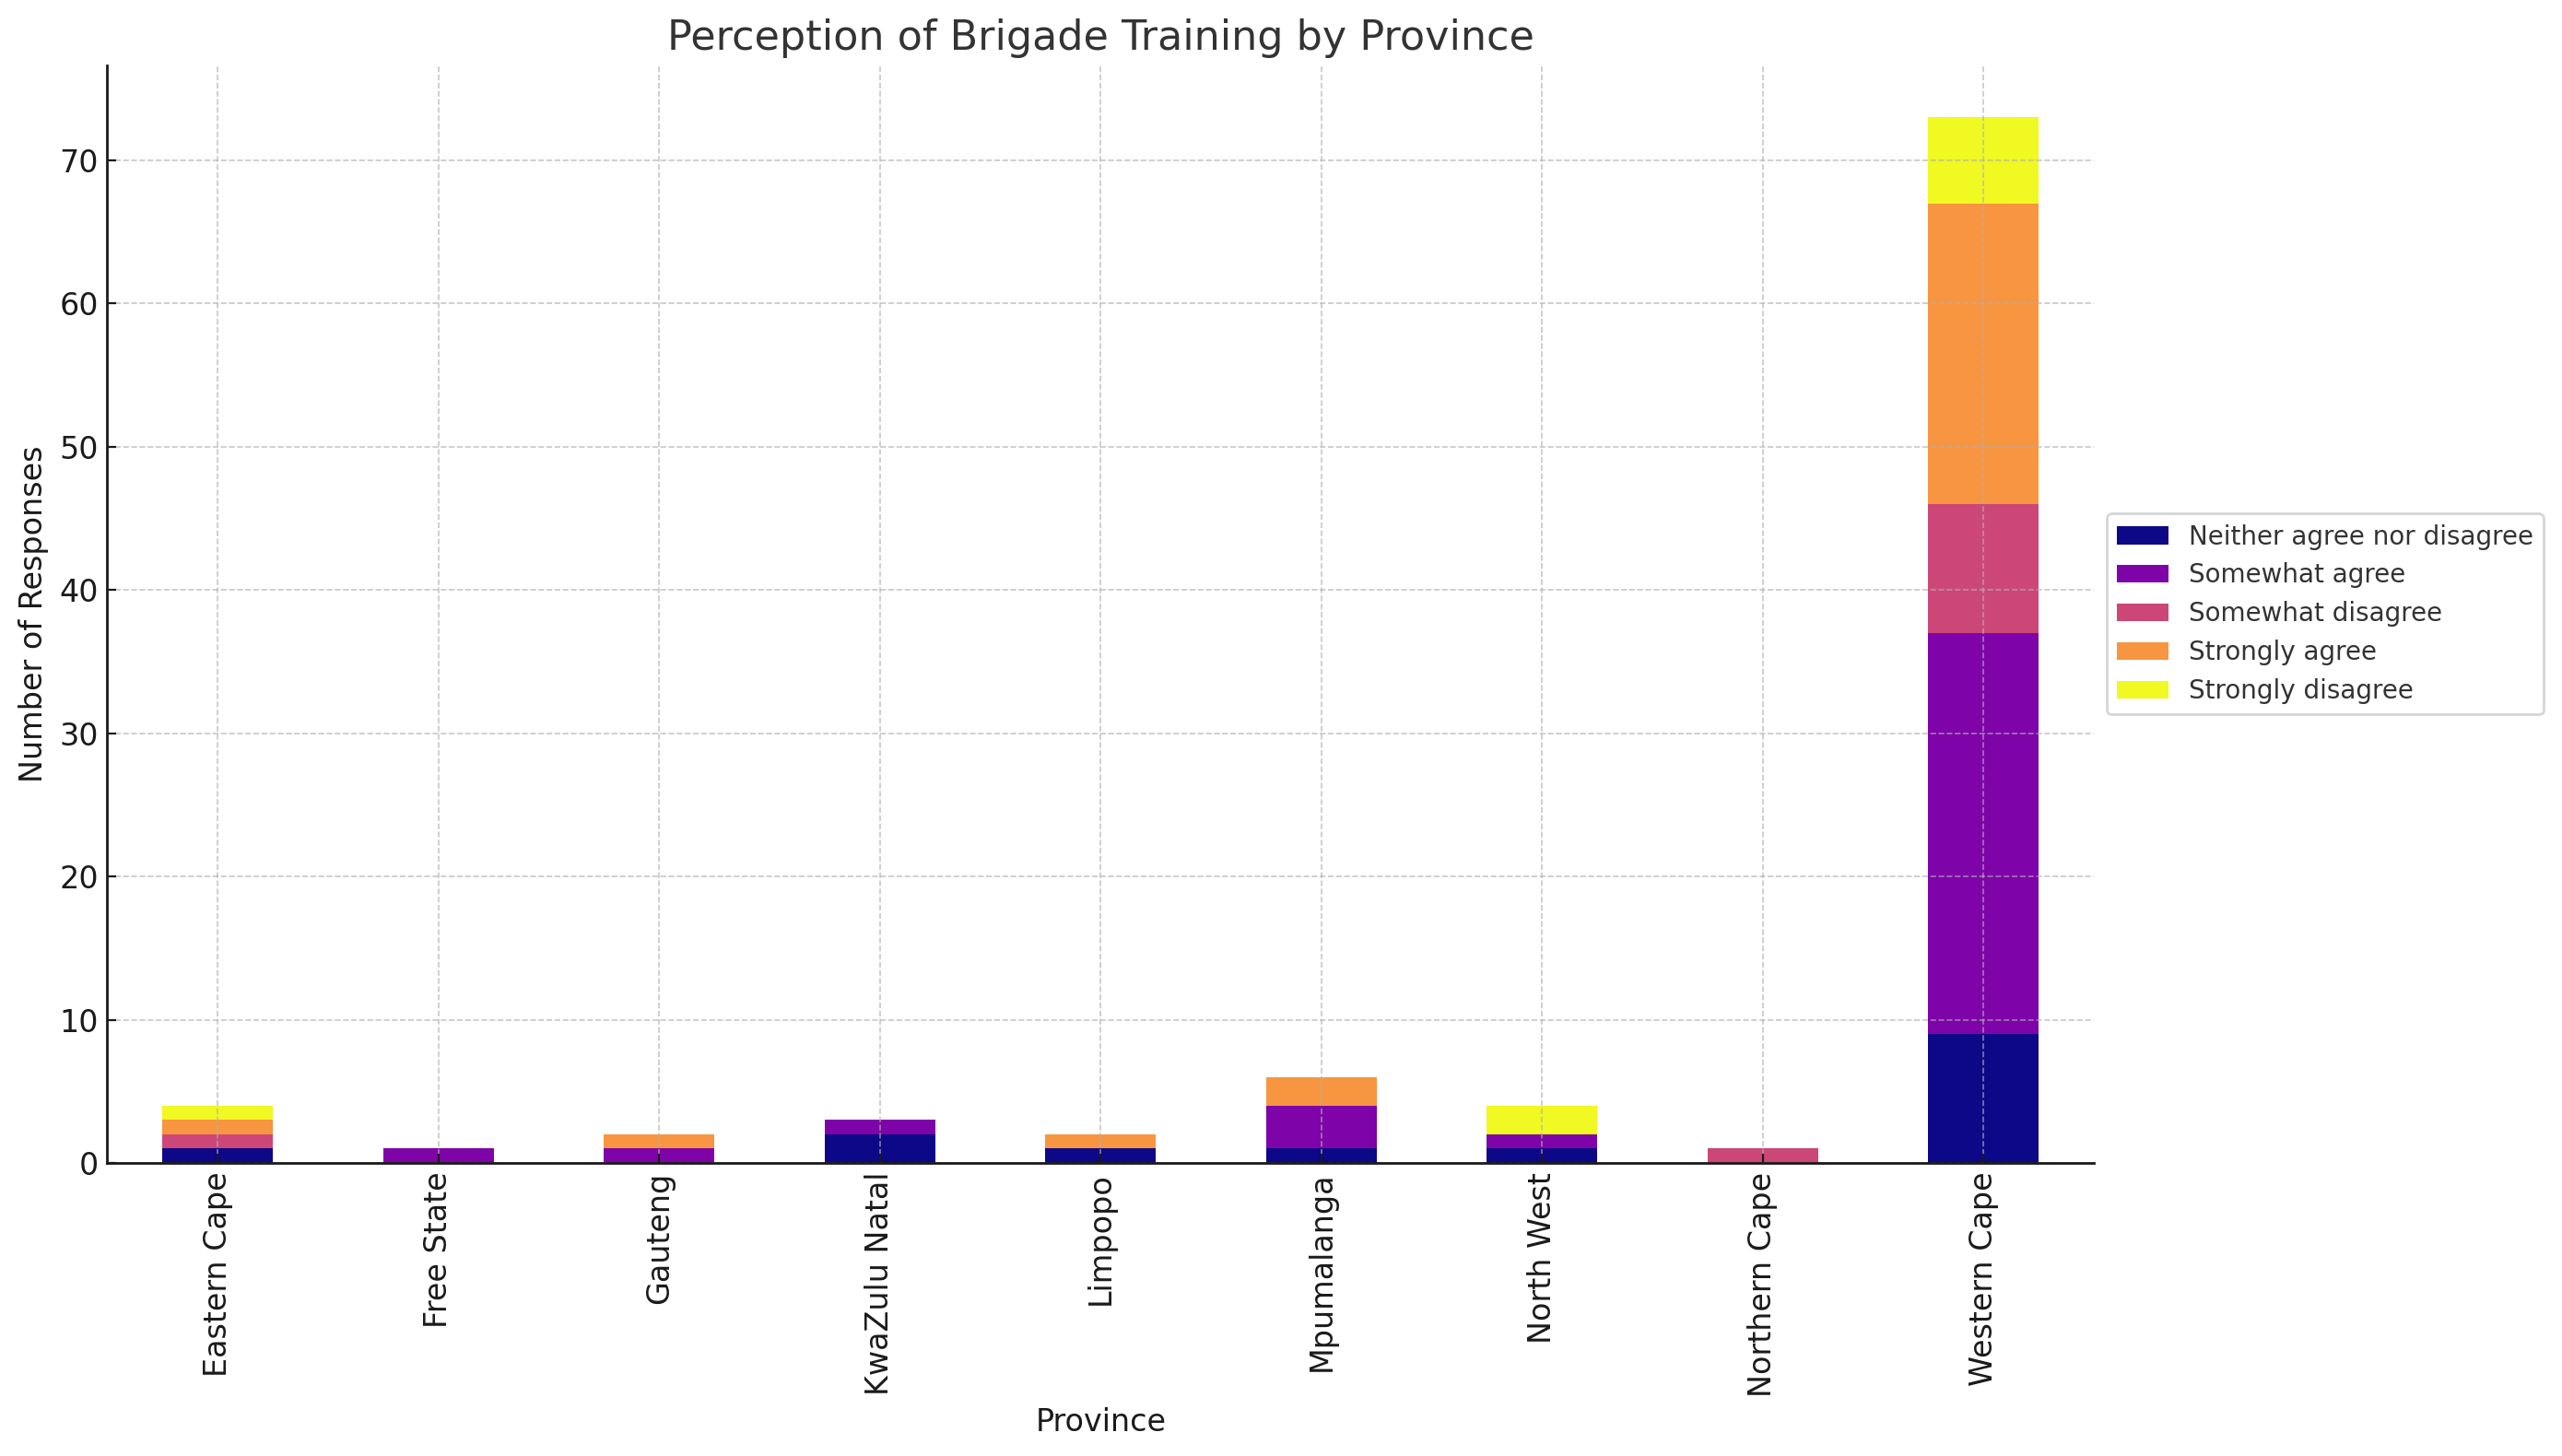 Perception of Brigade Training by Province
Number of Responses
70
60
50
40
30
20
10
0
Eastern Cape
Free State
Gauteng
KwaZulu Natal
Limpopo
Mpumalanga
North West
Northern Cape
Western Cape
Province
Neither agree nor disagree
Somewhat agree
Somewhat disagree
Strongly agree
Strongly disagree